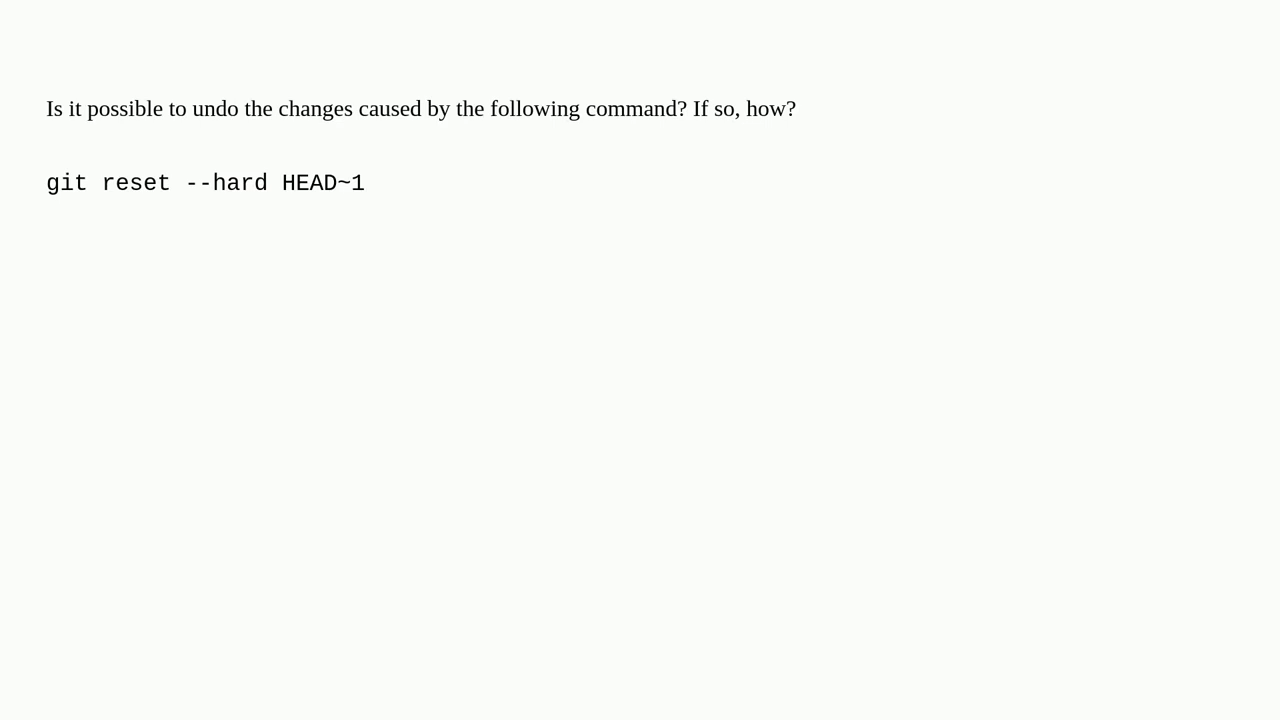 Is it possible to undo the changes caused by the following command? If so, how?
git reset --hard HEAD~1